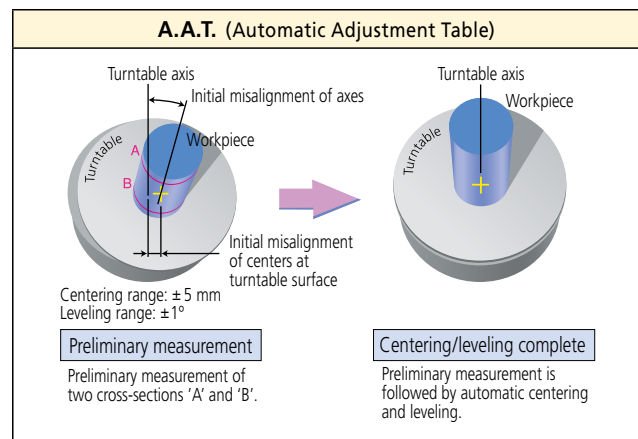 A.A.T. (Automatic Adjustment Table)
Turntable axis
Initial misalignment of axes
Workpiece
Turntable
A
B
Initial misalignment
of centers at
turntable surface
Centering range: ±5 mm
Leveling range: ±1º
Preliminary measurement
Preliminary measurement of
two cross-sections 'A' and 'B'.
Turntable axis
Workpiece
Turntable
Centering/leveling complete
Preliminary measurement is
followed by automatic centering
and leveling.